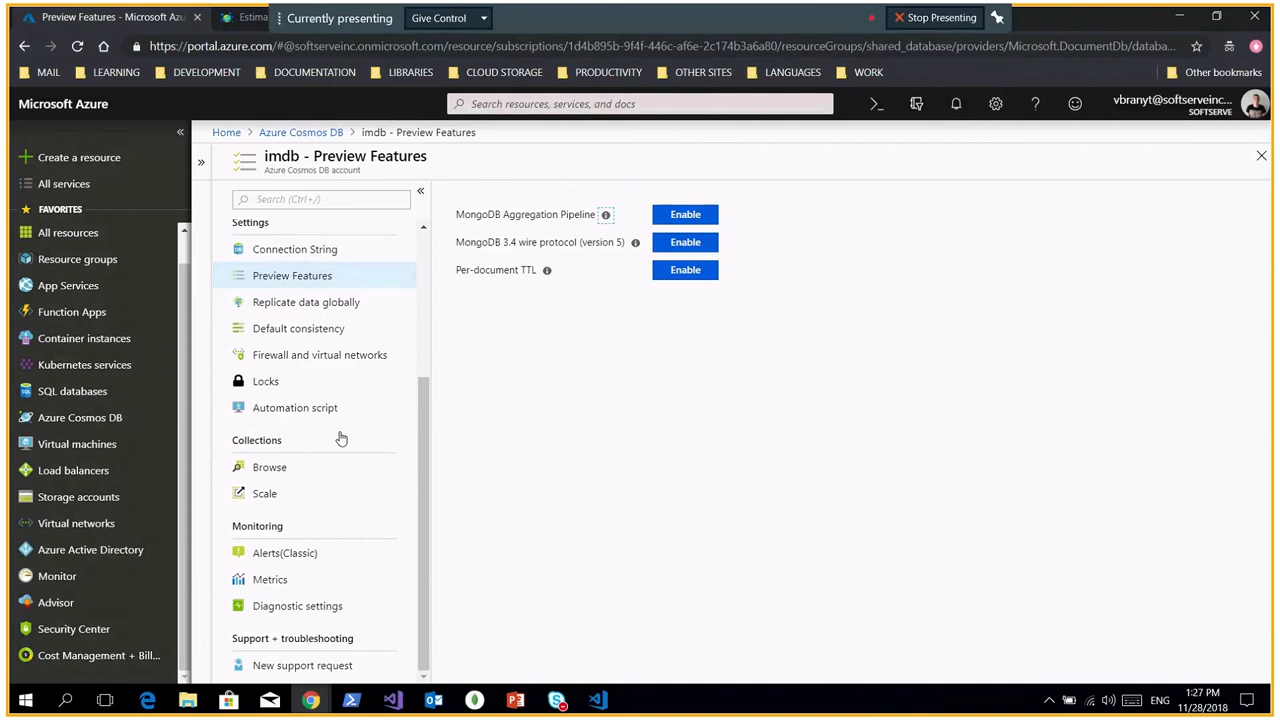 Preview Features - Microsoft Az
Estima
Currently presenting
Give Control
Stop Presenting
https://portal.azure.com/#@softserveinc.onmicrosoft.com/resource/subscriptions/1d4b895b-9f4f-446c-af6e-2c174b3a6a80/resourceGroups/shared_database/providers/Microsoft.DocumentDb/databa...
MAIL
LEARNING
DEVELOPMENT
DOCUMENTATION
LIBRARIES
CLOUD STORAGE
PRODUCTIVITY
OTHER SITES
LANGUAGES
WORK
Other bookmarks
Microsoft Azure
Search resources, services, and docs
vbranyt@softserveinc...
SOFTSERVE
Home > Azure Cosmos DB > imdb - Preview Features
imdb - Preview Features
Azure Cosmos DB account
Create a resource
All services
FAVORITES
All resources
Resource groups
App Services
Function Apps
Container instances
Kubernetes services
SQL databases
Azure Cosmos DB
Virtual machines
Load balancers
Storage accounts
Virtual networks
Azure Active Directory
Monitor
Advisor
Security Center
Cost Management + Bill...
Search (Ctrl+/)
Settings
Connection String
Preview Features
Replicate data globally
Default consistency
Firewall and virtual networks
Locks
Automation script
Collections
Browse
Scale
Monitoring
Alerts(Classic)
Metrics
Diagnostic settings
Support + troubleshooting
New support request
MongoDB Aggregation Pipeline
Enable
MongoDB 3.4 wire protocol (version 5)
Enable
Per-document TTL
Enable
ENG
1:27 PM
11/28/2018